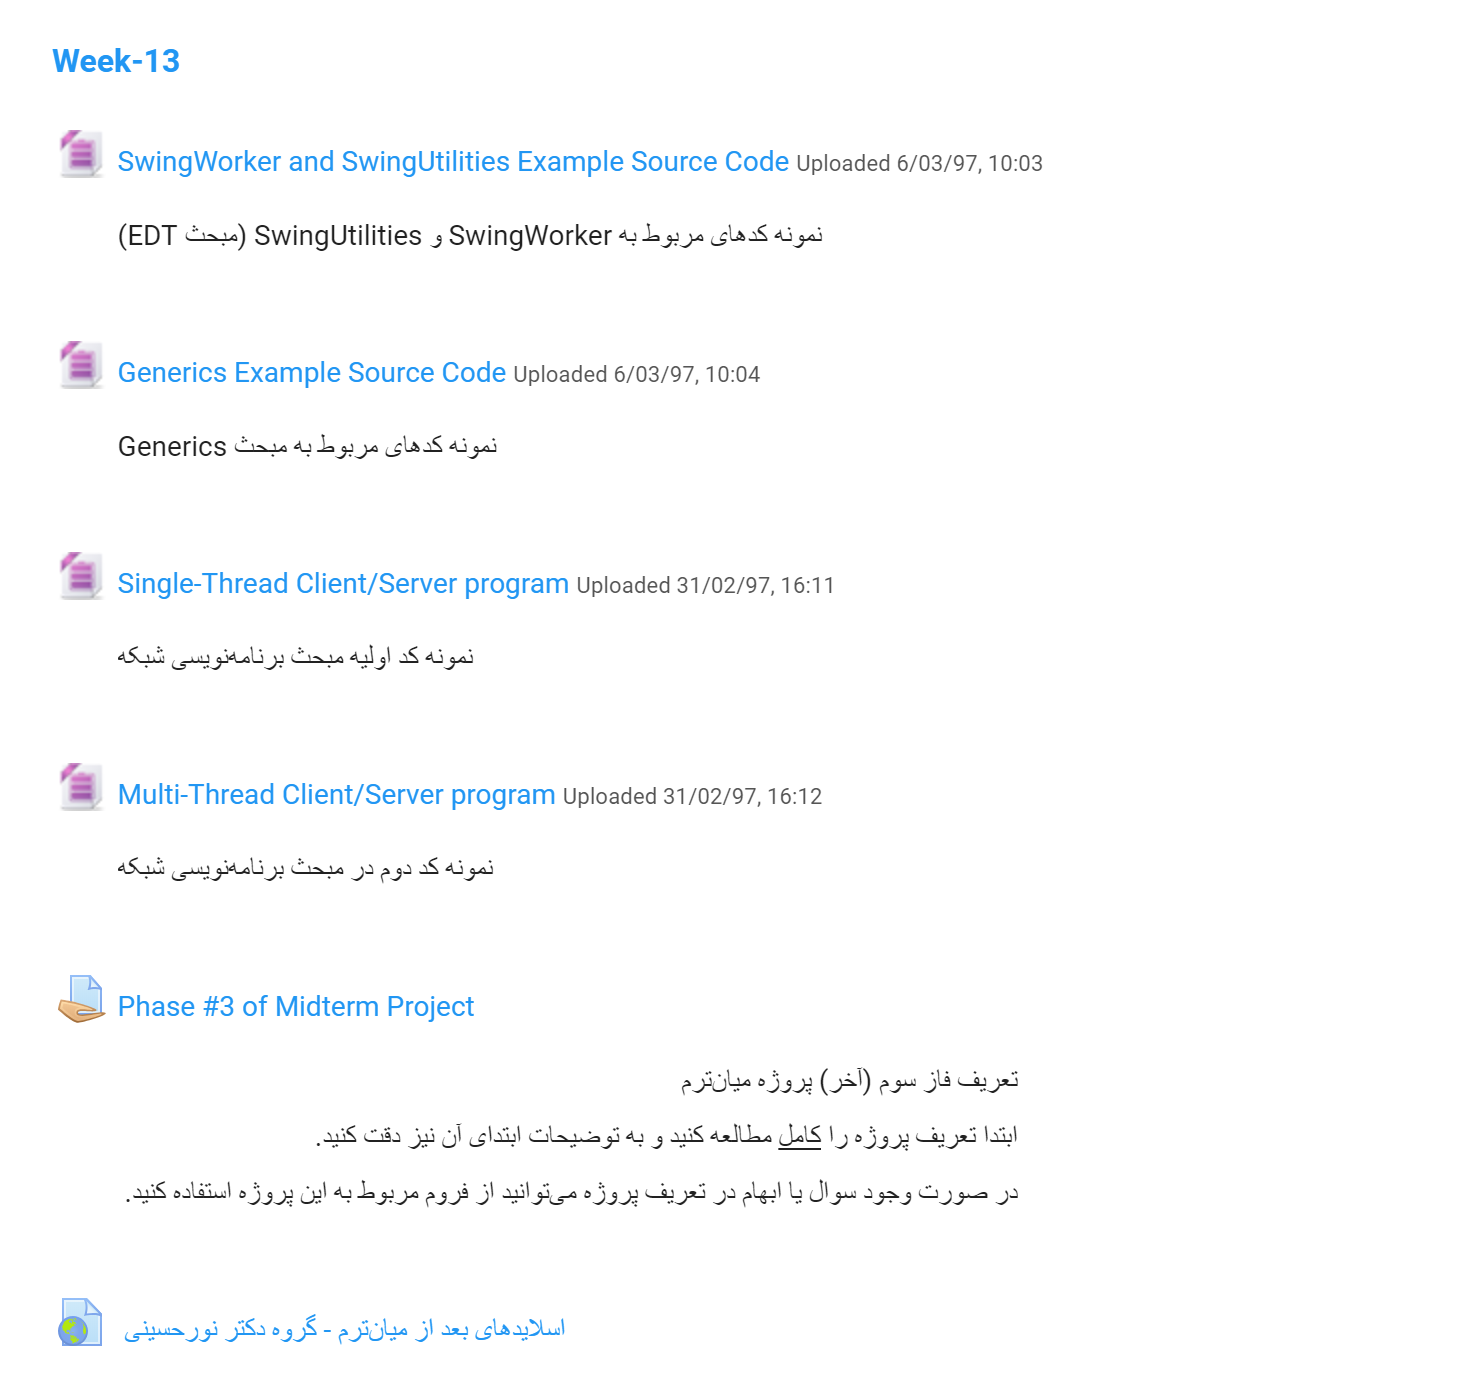 Week-13
SwingWorker and SwingUtilities Example Source Code Uploaded 6/03/97, 10:03
نمونه کدهای مربوط به SwingWorker و SwingUtilities (مبحث EDT)
Generics Example Source Code Uploaded 6/03/97, 10:04
نمونه کدهای مربوط به مبحث Generics
Single-Thread Client/Server program Uploaded 31/02/97, 16:11
نمونه کد اولیه مبحث برنامه‌نویسی شبکه
Multi-Thread Client/Server program Uploaded 31/02/97, 16:12
نمونه کد دوم در مبحث برنامه‌نویسی شبکه
Phase #3 of Midterm Project
تعریف فاز سوم (آخر) پروژه میان‌ترم
ابتدا تعریف پروژه را کامل مطالعه کنید و به توضیحات ابتدای آن نیز دقت کنید.
در صورت وجود سوال یا ابهام در تعریف پروژه می‌توانید از فروم مربوط به این پروژه استفاده کنید.
اسلایدهای بعد از میان‌ترم - گروه دکتر نورحسینی